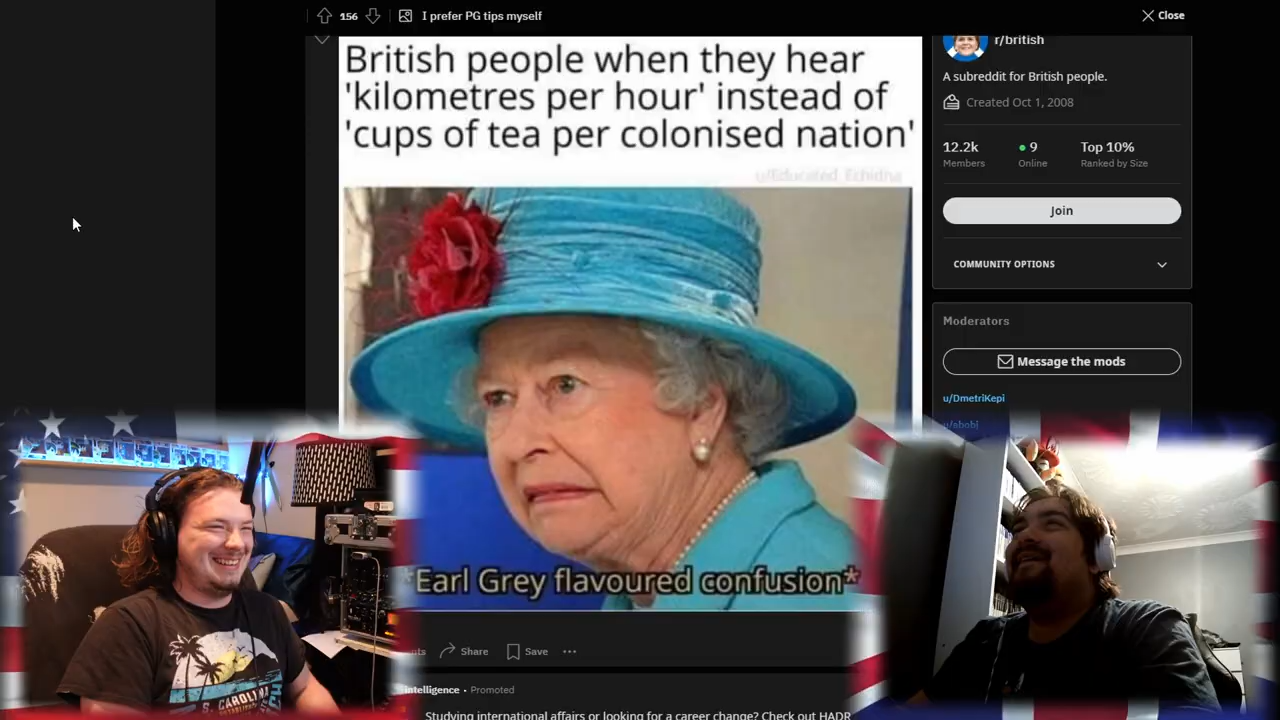 156
I prefer PG tips myself
Close
British people when they hear
'kilometres per hour' instead of
'cups of tea per colonised nation'
u/Educated_Echidna
*Earl Grey flavoured confusion*
Share
Save
Promoted
Studying international affairs or looking for a career change? Check out HADR
r/british
A subreddit for British people.
Created Oct 1, 2008
12.2k
9
Top 10%
Members
Online
Ranked by Size
Join
COMMUNITY OPTIONS
Moderators
Message the mods
u/DmetriKepi
u/abobj
S. CAROLINA